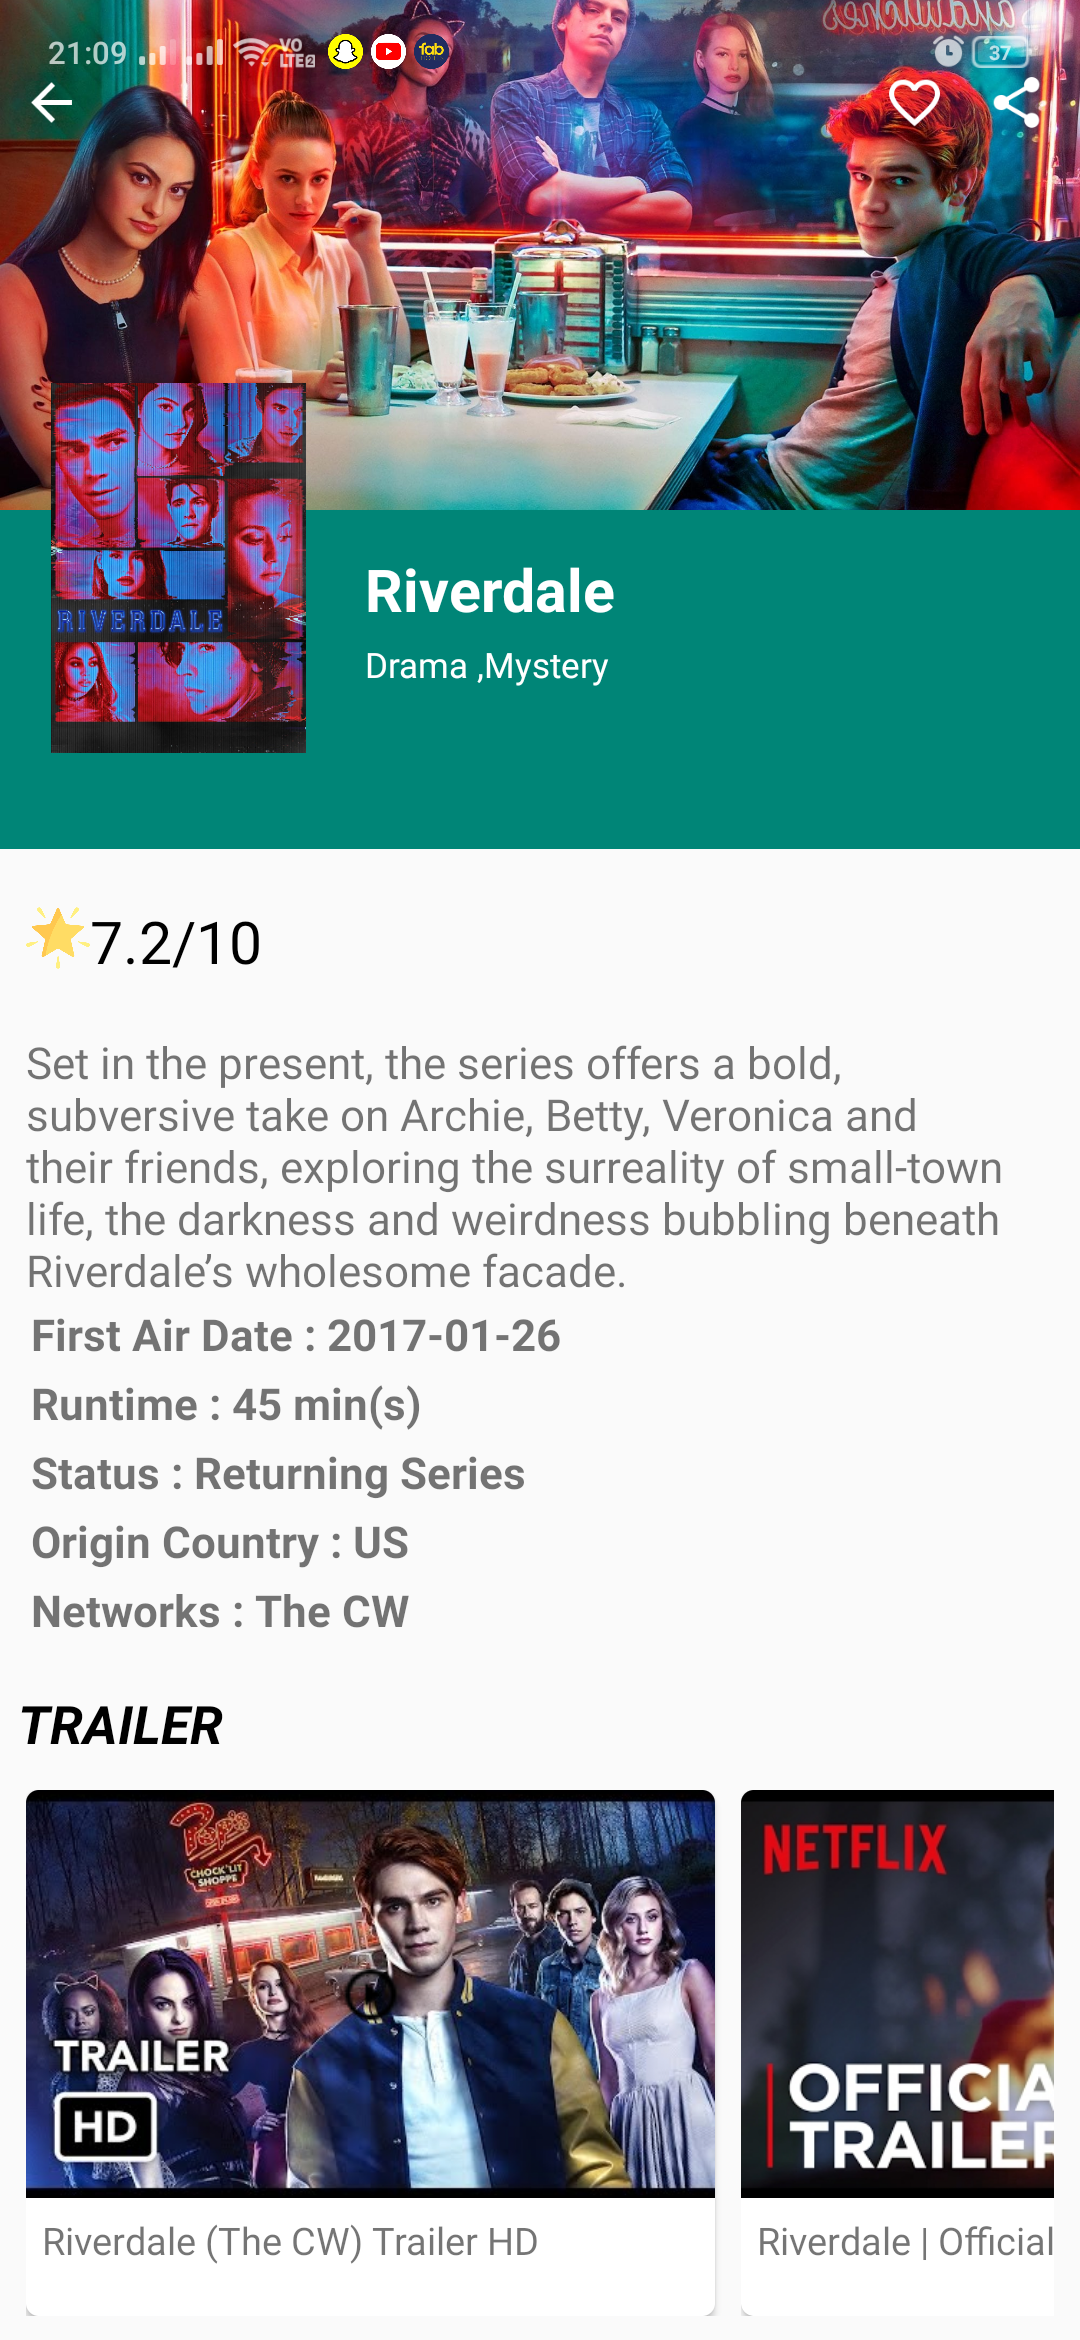 21:09
VO
LTE2
fab
37
andwiches
RIVERDALE
Riverdale
Drama ,Mystery
7.2/10
Set in the present, the series offers a bold,
subversive take on Archie, Betty, Veronica and
their friends, exploring the surreality of small-town
life, the darkness and weirdness bubbling beneath
Riverdale’s wholesome facade.
First Air Date : 2017-01-26
Runtime : 45 min(s)
Status : Returning Series
Origin Country : US
Networks : The CW
TRAILER
Pop's
CHOCK'LIT
SHOPPE
TRAILER
HD
NETFLIX
OFFICIA
TRAILER
Riverdale (The CW) Trailer HD
Riverdale | Official